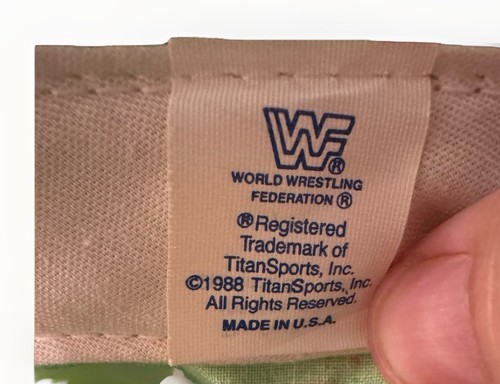 WF®
WORLD WRESTLING
FEDERATION ®
®Registered
Trademark of
TitanSports, Inc.
©1988 TitanSports, Inc.
All Rights Reserved.
MADE IN U.S.A.